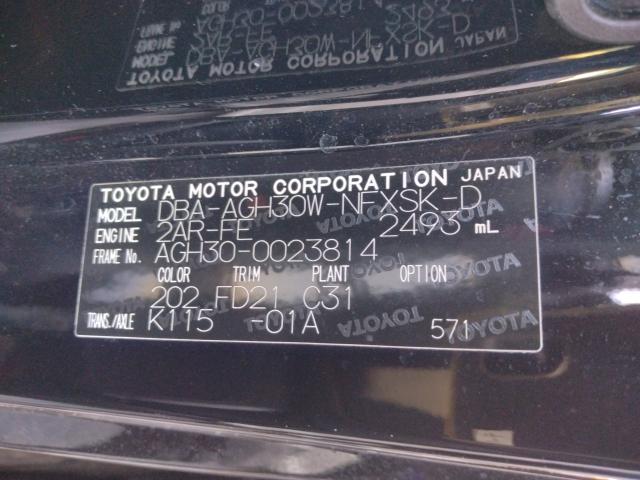 TOYOTA MOTOR CORPORATION JAPAN
MODEL DBA-AGH30W-NFXSK-D
ENGINE 2AR-FE 2493 mL
FRAME No. AGH30-0023814
COLOR TRIM PLANT
202 FD21 C31
TRANS./AXLE K115 -01A 571